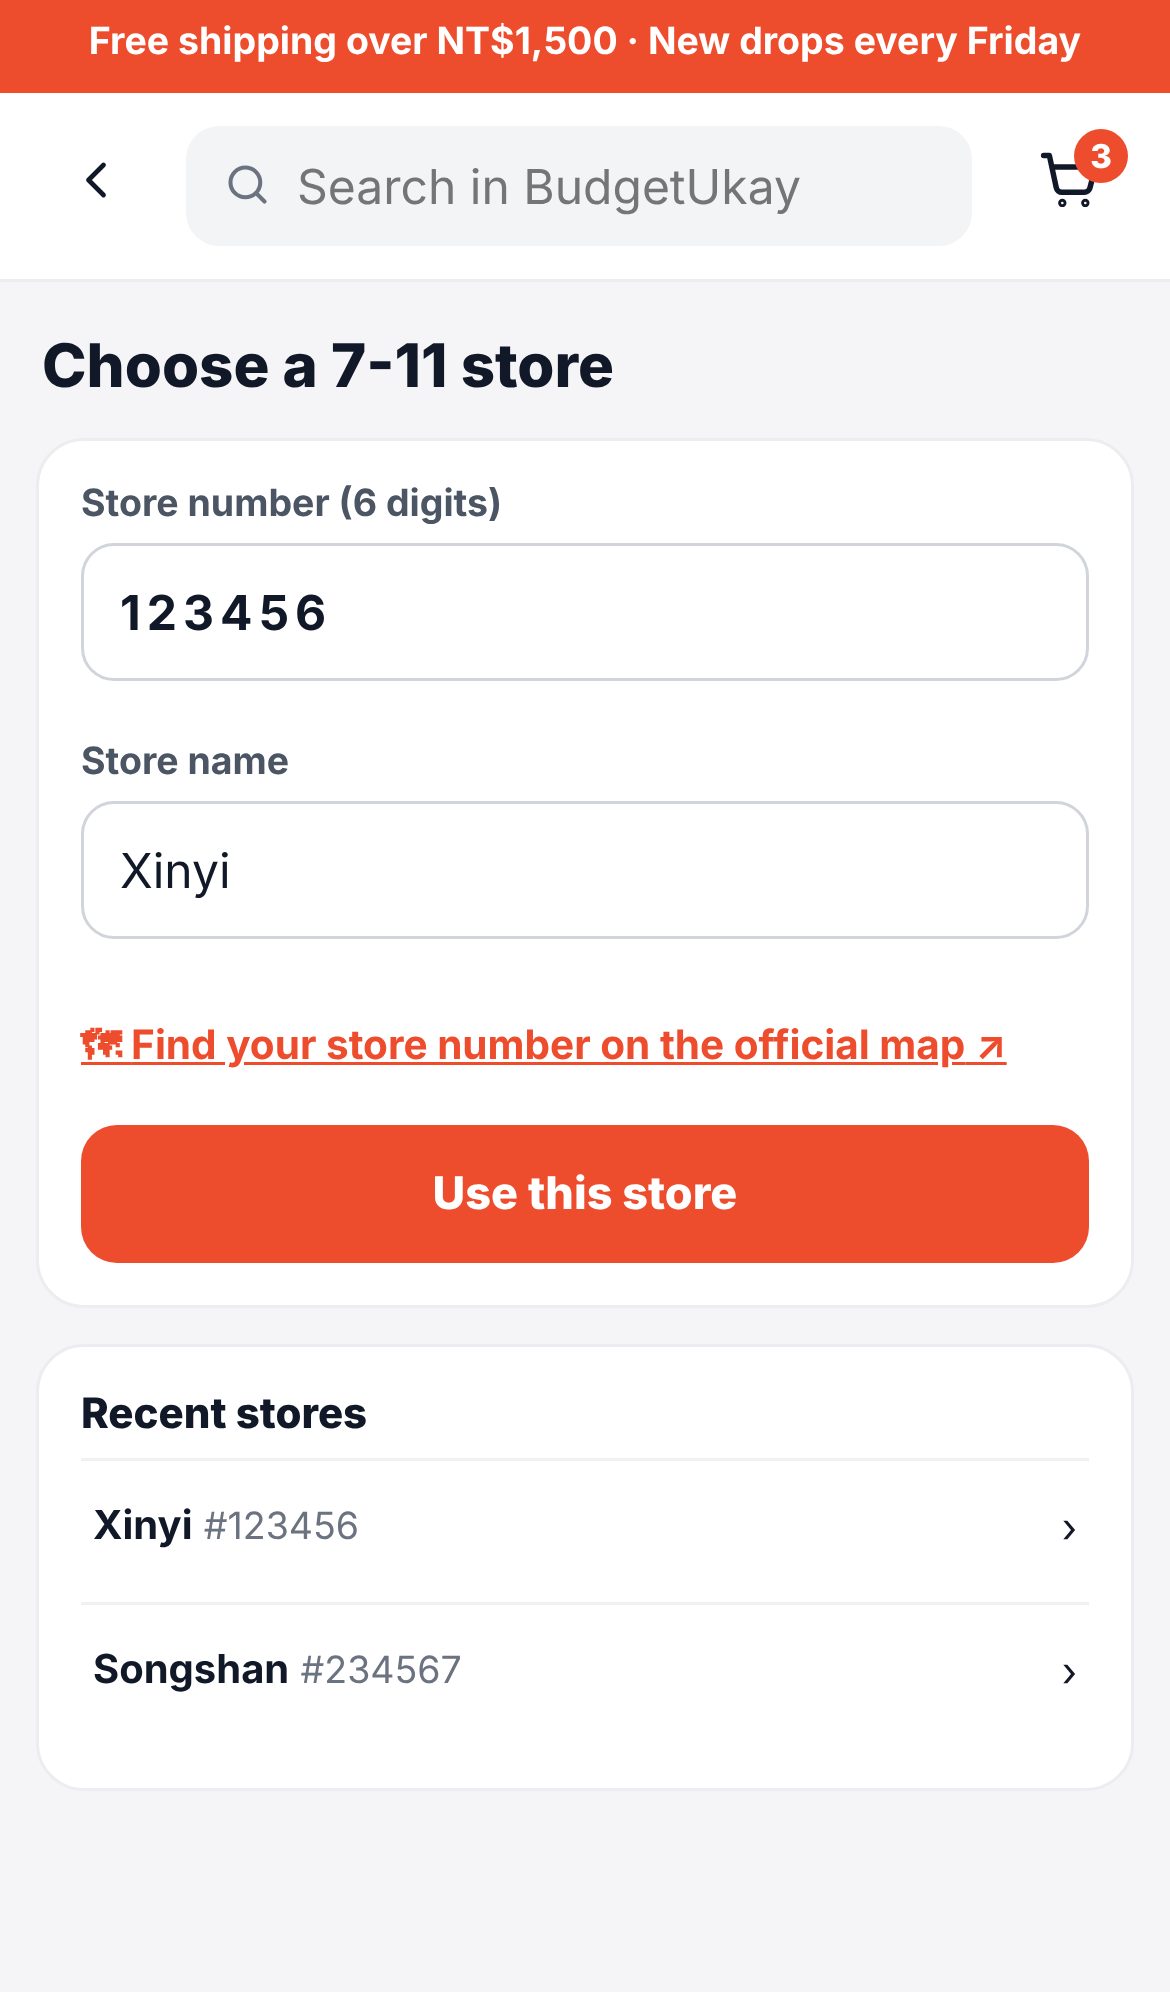 Free shipping over NT$1,500 · New drops every Friday
Search in BudgetUkay
3
Choose a 7-11 store
Store number (6 digits)
123456
Store name
Xinyi
🗺 Find your store number on the official map ↗
Use this store
Recent stores
Xinyi #123456 ›
Songshan #234567 ›